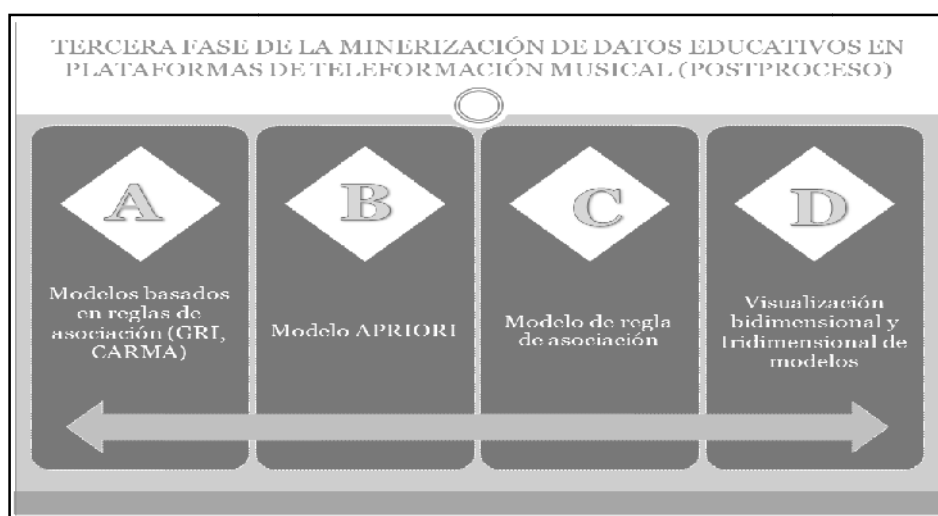 TERCERA FASE DE LA MINERIZACIÓN DE DATOS EDUCATIVOS EN
PLATAFORMAS DE TELEFORMACIÓN MUSICAL (POSTPROCESO)
A
Modelos basados
en reglas de
asociación (GRI,
CARMA)
B
Modelo APRIORI
C
Modelo de regla
de asociación
D
Visualización
bidimensional y
tridimensional de
modelos